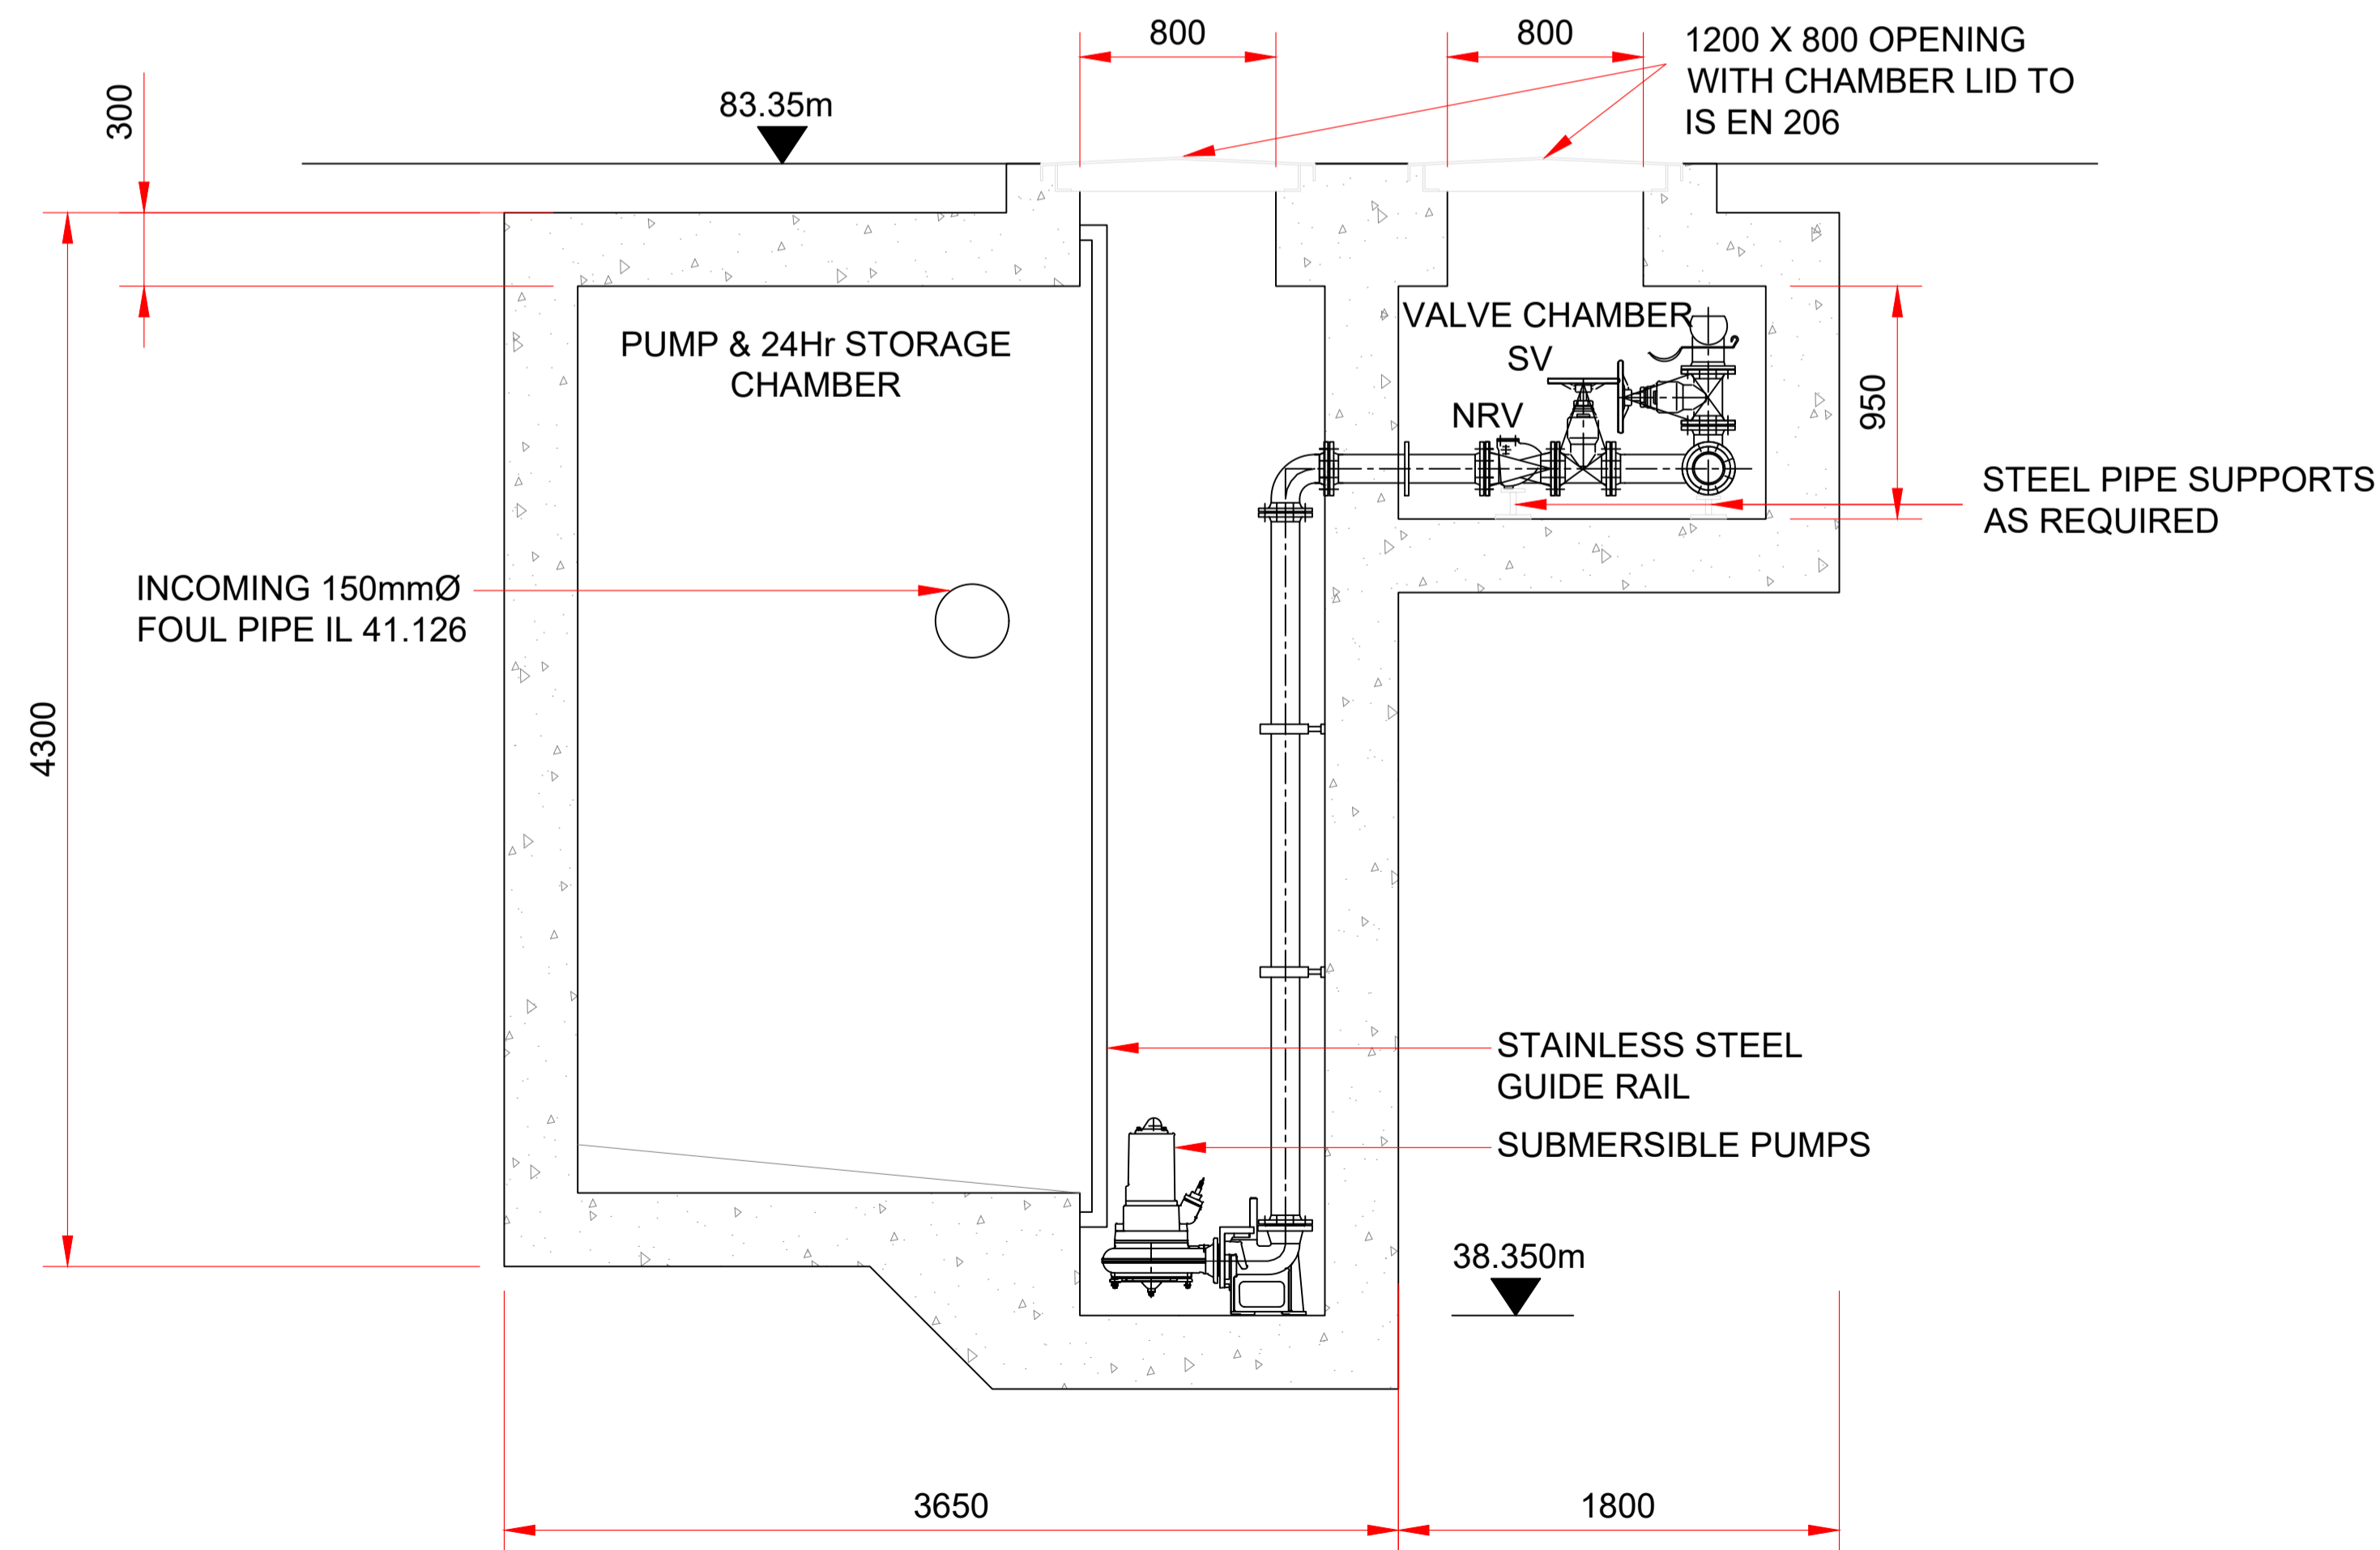 800
800
1200 X 800 OPENING
WITH CHAMBER LID TO
IS EN 206
300
83.35m
VALVE CHAMBER
PUMP & 24Hr STORAGE
CHAMBER
SV
NRV
950
STEEL PIPE SUPPORTS
AS REQUIRED
INCOMING 150mmØ
FOUL PIPE IL 41.126
4300
STAINLESS STEEL
GUIDE RAIL
SUBMERSIBLE PUMPS
38.350m
3650
1800